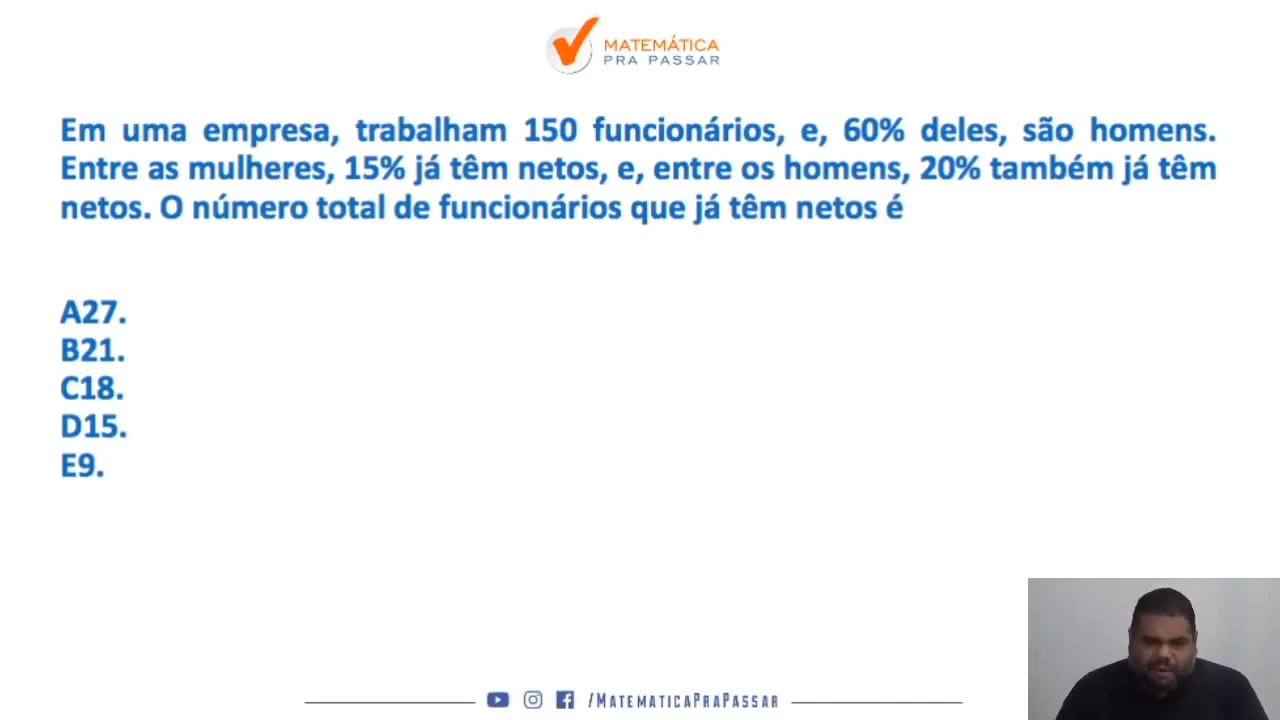 MATEMÁTICA
PRA PASSAR
Em uma empresa, trabalham 150 funcionários, e, 60% deles, são homens.
Entre as mulheres, 15% já têm netos, e, entre os homens, 20% também já têm
netos. O número total de funcionários que já têm netos é
A27.
B21.
C18.
D15.
E9.
/MATEMATICAPRAPASSAR